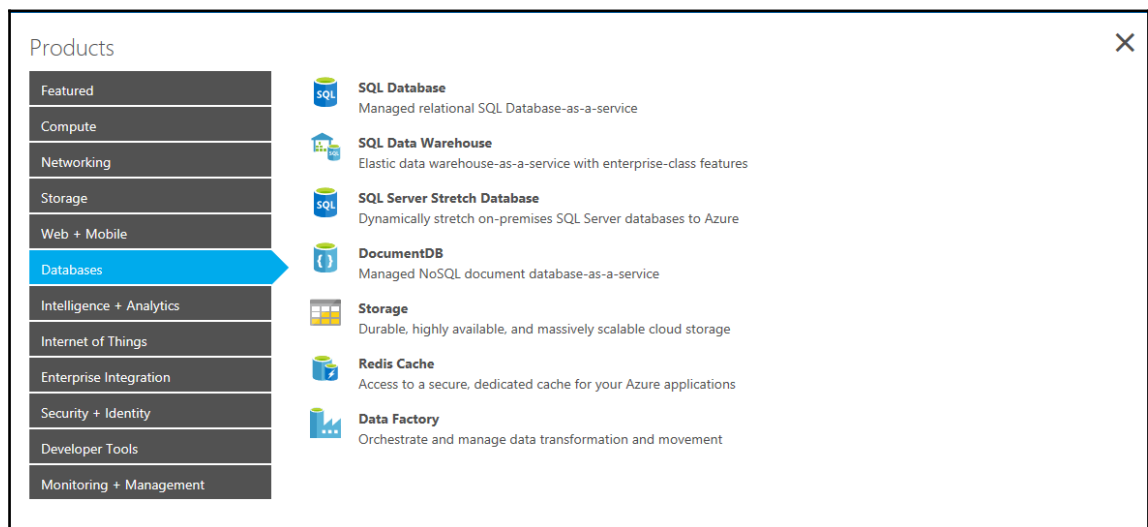 Products
Featured
Compute
Networking
Storage
Web + Mobile
Databases
Intelligence + Analytics
Internet of Things
Enterprise Integration
Security + Identity
Developer Tools
Monitoring + Management
SQL
SQL Database
Managed relational SQL Database-as-a-service
SQL
SQL Data Warehouse
Elastic data warehouse-as-a-service with enterprise-class features
SQL
SQL Server Stretch Database
Dynamically stretch on-premises SQL Server databases to Azure
DocumentDB
Managed NoSQL document database-as-a-service
Storage
Durable, highly available, and massively scalable cloud storage
Redis Cache
Access to a secure, dedicated cache for your Azure applications
Data Factory
Orchestrate and manage data transformation and movement